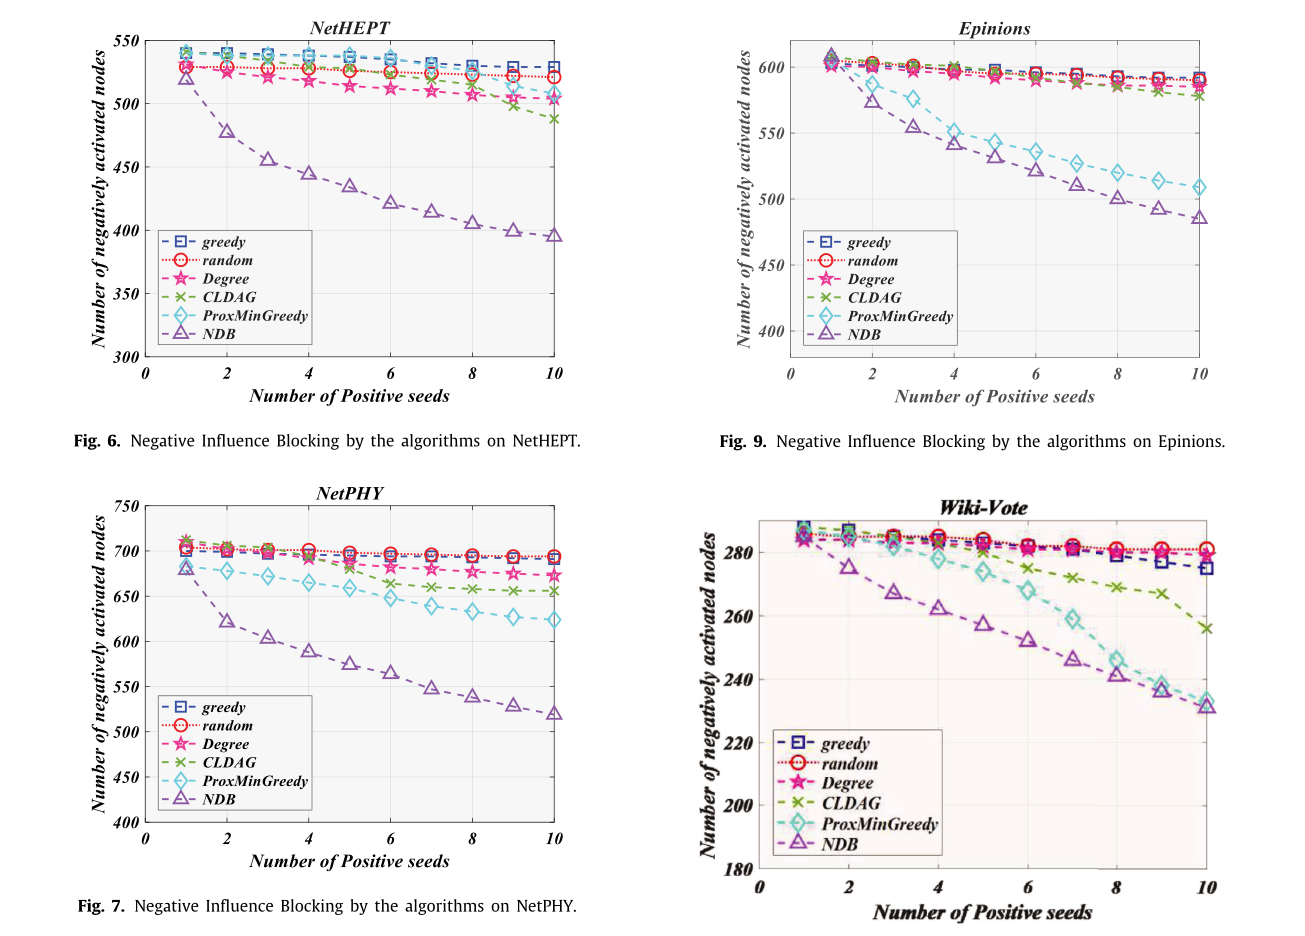 NetHEPT
Number of negatively activated nodes
550
500
450
400
350
300
greedy
random
Degree
CLDAG
ProxMinGreedy
NDB
0 2 4 6 8 10
Number of Positive seeds
Fig. 6. Negative Influence Blocking by the algorithms on NetHEPT.
Epinions
Number of negatively activated nodes
600
550
500
450
400
greedy
random
Degree
CLDAG
ProxMinGreedy
NDB
0 2 4 6 8 10
Number of Positive seeds
Fig. 9. Negative Influence Blocking by the algorithms on Epinions.
NetPHY
Number of negatively activated nodes
750
700
650
600
550
500
450
400
greedy
random
Degree
CLDAG
ProxMinGreedy
NDB
0 2 4 6 8 10
Number of Positive seeds
Fig. 7. Negative Influence Blocking by the algorithms on NetPHY.
Wiki-Vote
Number of negatively activated nodes
280
260
240
220
200
180
greedy
random
Degree
CLDAG
ProxMinGreedy
NDB
0 2 4 6 8 10
Number of Positive seeds